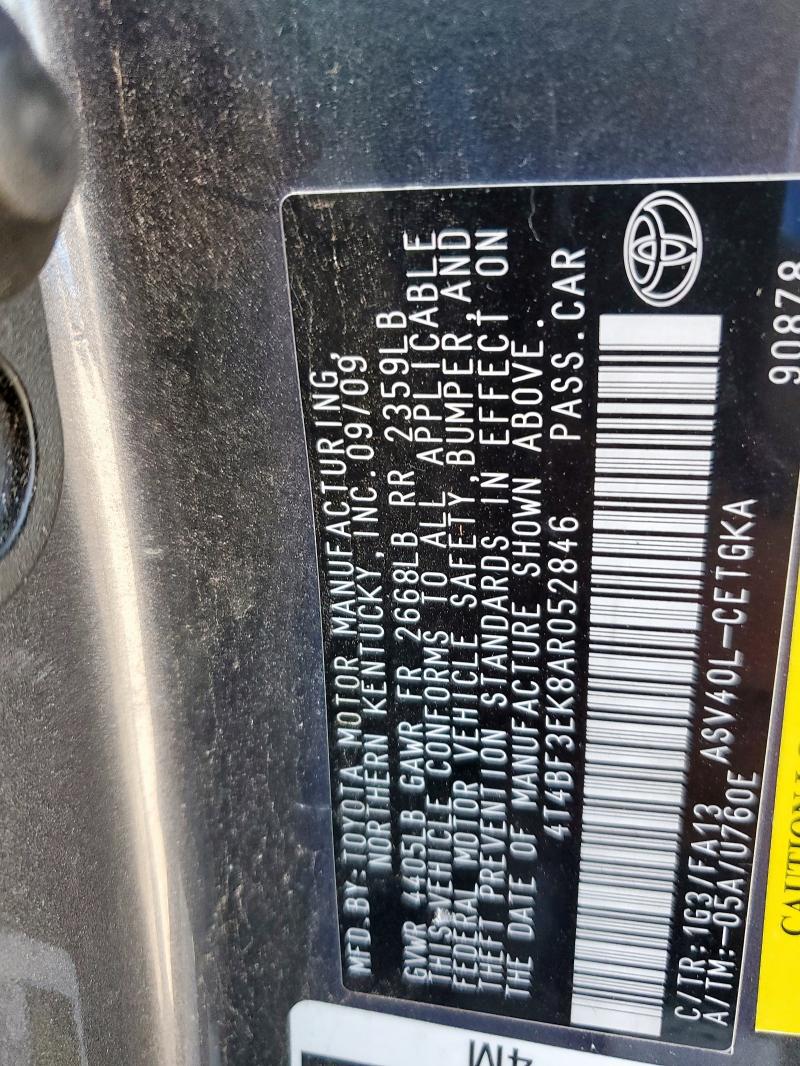 MFD.BY:TOYOTA MOTOR MANUFACTURING,
NORTHERN KENTUCKY,INC.09/09
GVWR 4405LB GAWR FR 2668LB RR 2359LB
THIS VEHICLE CONFORMS TO ALL APPLICABLE
FEDERAL MOTOR VEHICLE SAFETY,BUMPER,AND
THEFT PREVENTION STANDARDS IN EFFECT ON
THE DATE OF MANUFACTURE SHOWN ABOVE.
4T4BF3EK8AR052846 PASS.CAR
C/TR:1G3/FA13 ASV40L-CETGKA
A/TM:-05A/U760E
90878
CAUTION
4M